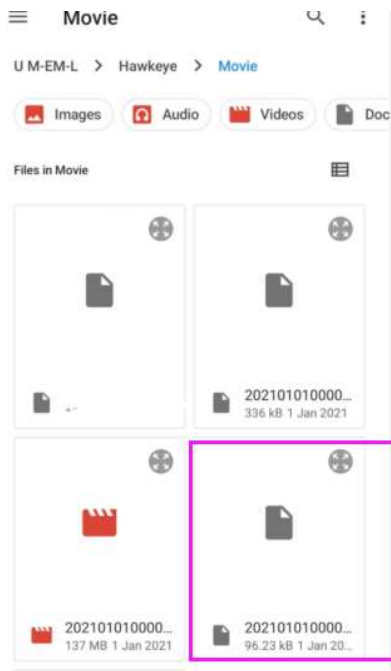 Movie
U M-EM-L > Hawkeye > Movie
Images Audio Videos Doc
Files in Movie
202101010000...
336 kB 1 Jan 2021
202101010000...
137 MB 1 Jan 2021
202101010000...
96.23 kB 1 Jan 20...